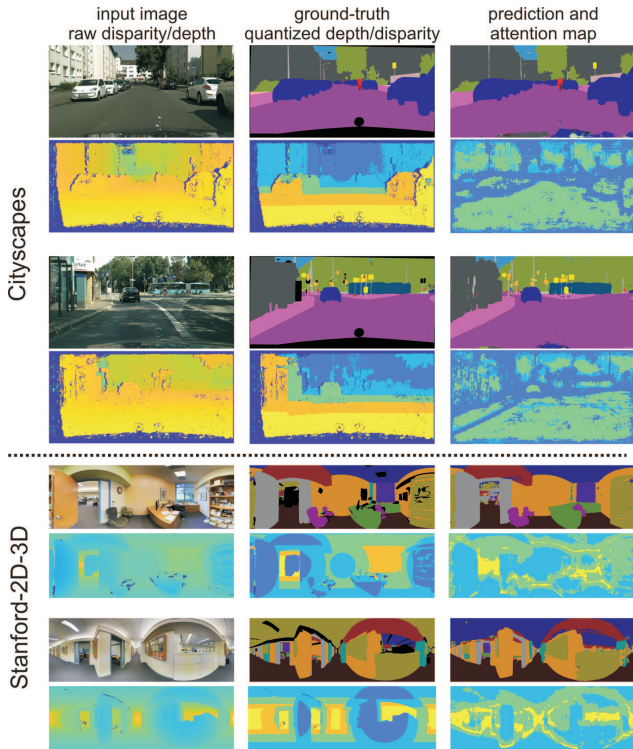 input image
raw disparity/depth
ground-truth
quantized depth/disparity
prediction and
attention map
Cityscapes
Stanford-2D-3D